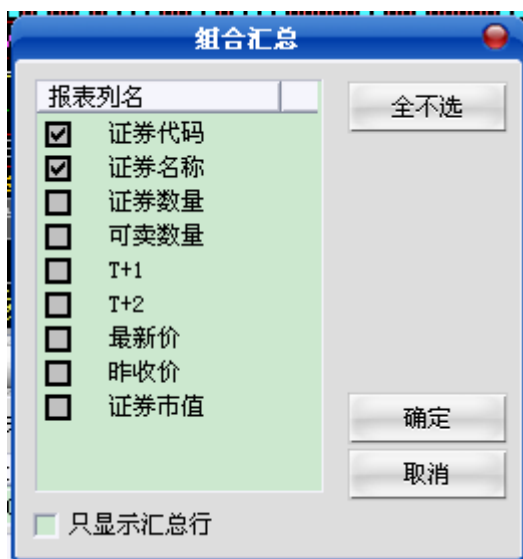 组合汇总
报表列名
全不选
证券代码
证券名称
证券数量
可卖数量
T+1
T+2
最新价
昨收价
证券市值
确定
取消
只显示汇总行